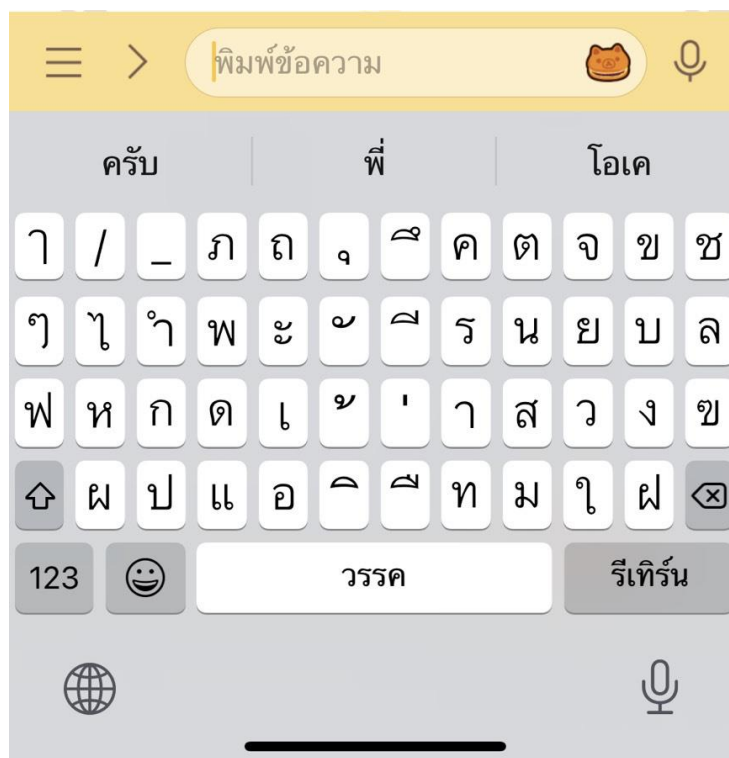 พิมพ์ข้อความ
ครับ พี่ โอเค
ๅ / _ ภ ถ ุ ึ ค ต จ ข ช
ๆ ไ ำ พ ะ ั ี ร น ย บ ล
ฟ ห ก ด เ ้ ่ า ส ว ง ฃ
ผ ป แ อ ิ ื ท ม ใ ฝ
123 วรรค รีเทิร์น